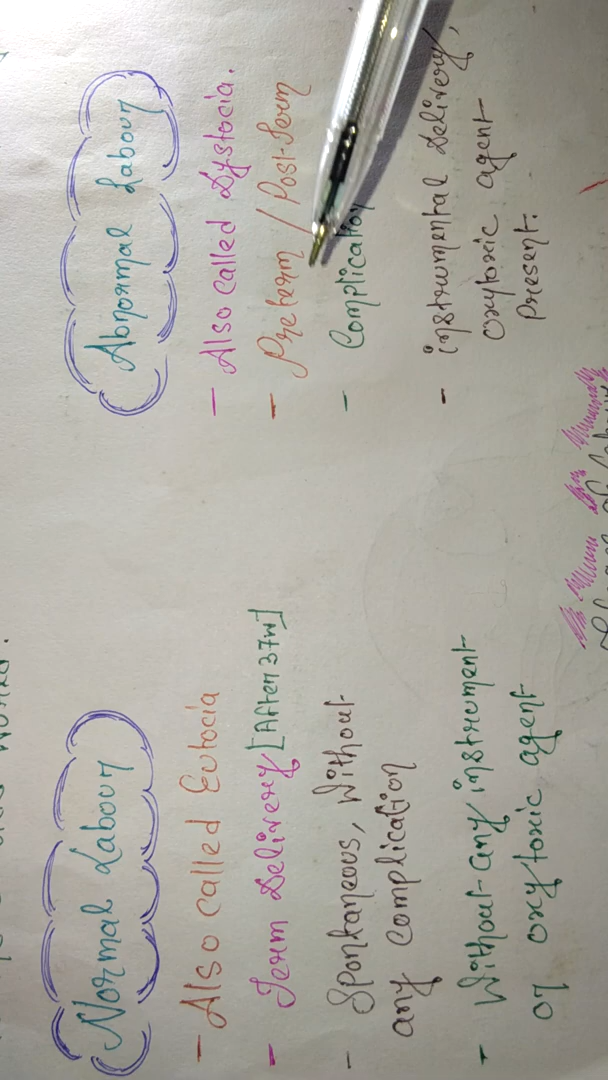 Normal Labour
- Also called Eutocia
- Term Delivery [After 37w]
- Spontaneous, Without
any complication
- Without any instrument
or oxytoxic agent
Abnormal Labour
- Also called Dystocia.
- Preterm / Post-Term
- Complication
- instrumental Delivery,
oxytoxic agent
present.